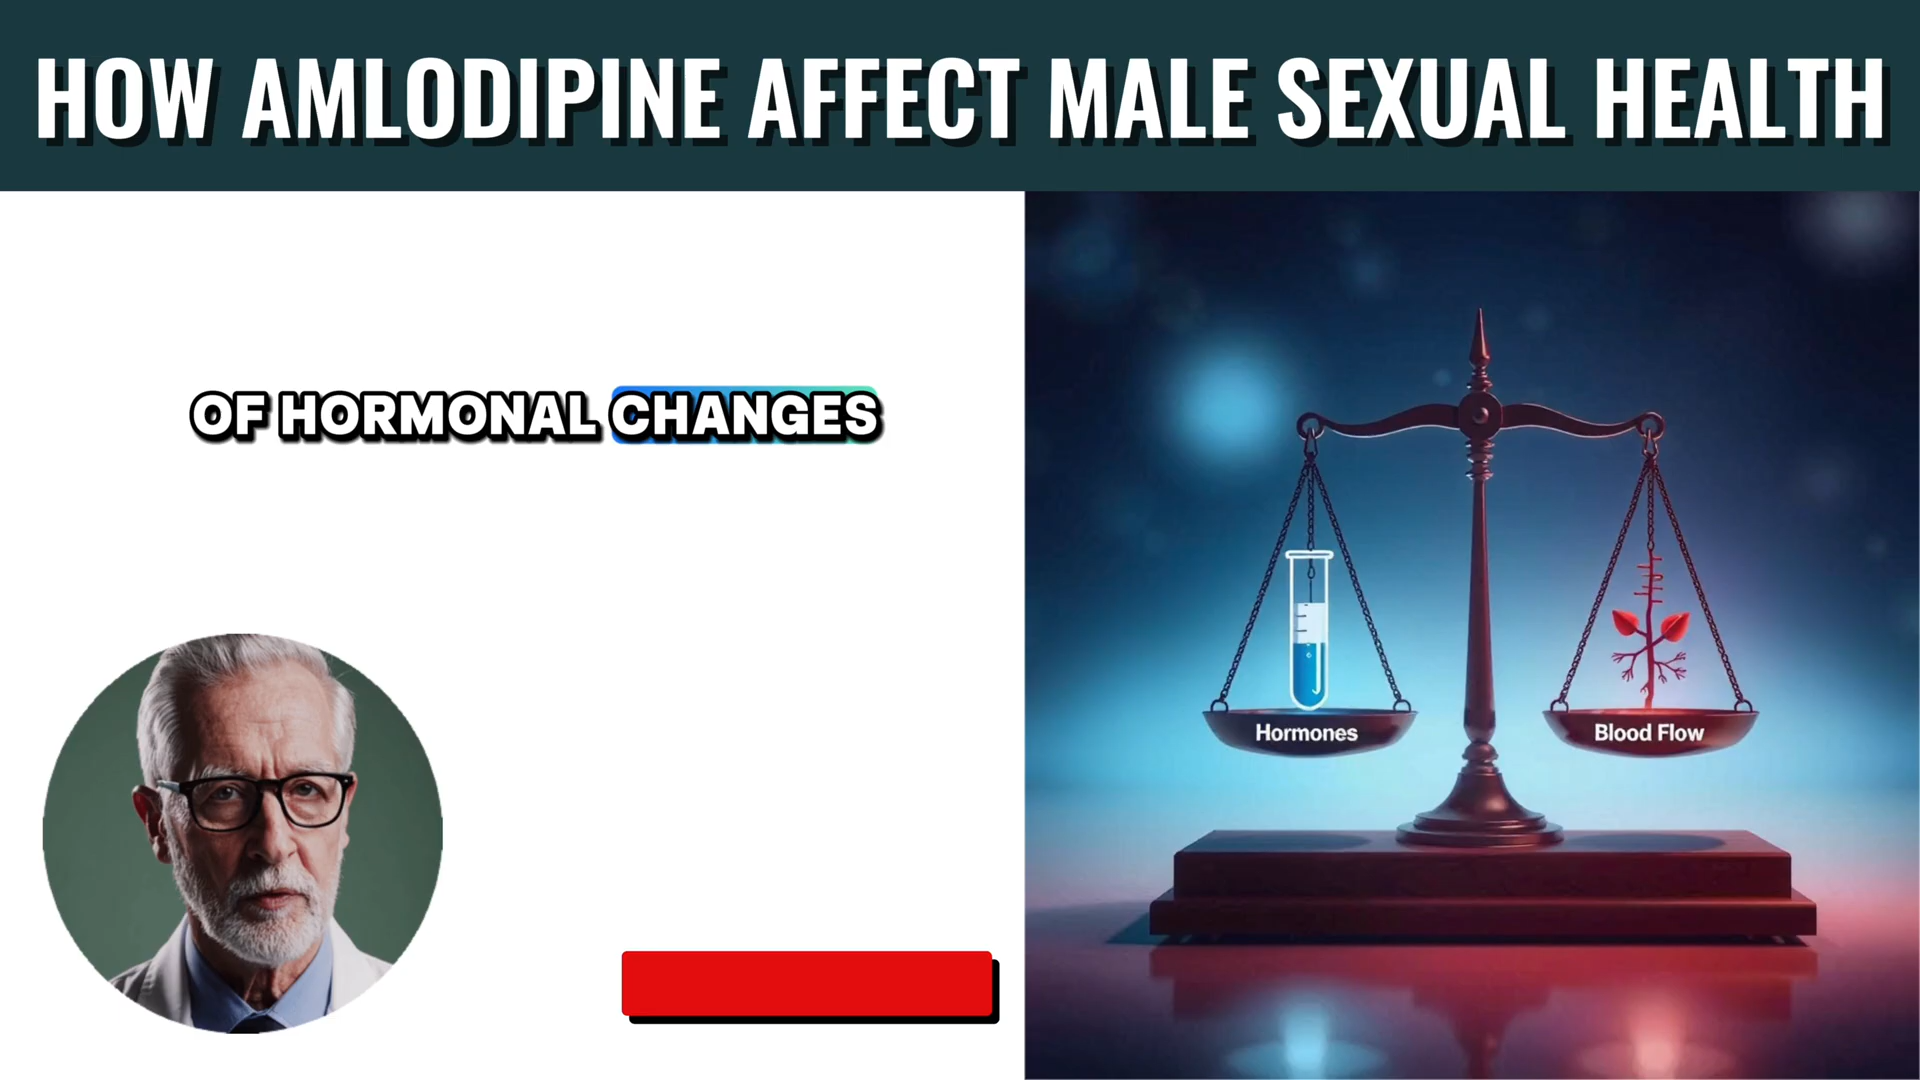 HOW AMLODIPINE AFFECT MALE SEXUAL HEALTH
OF HORMONAL CHANGES
Hormones
Blood Flow